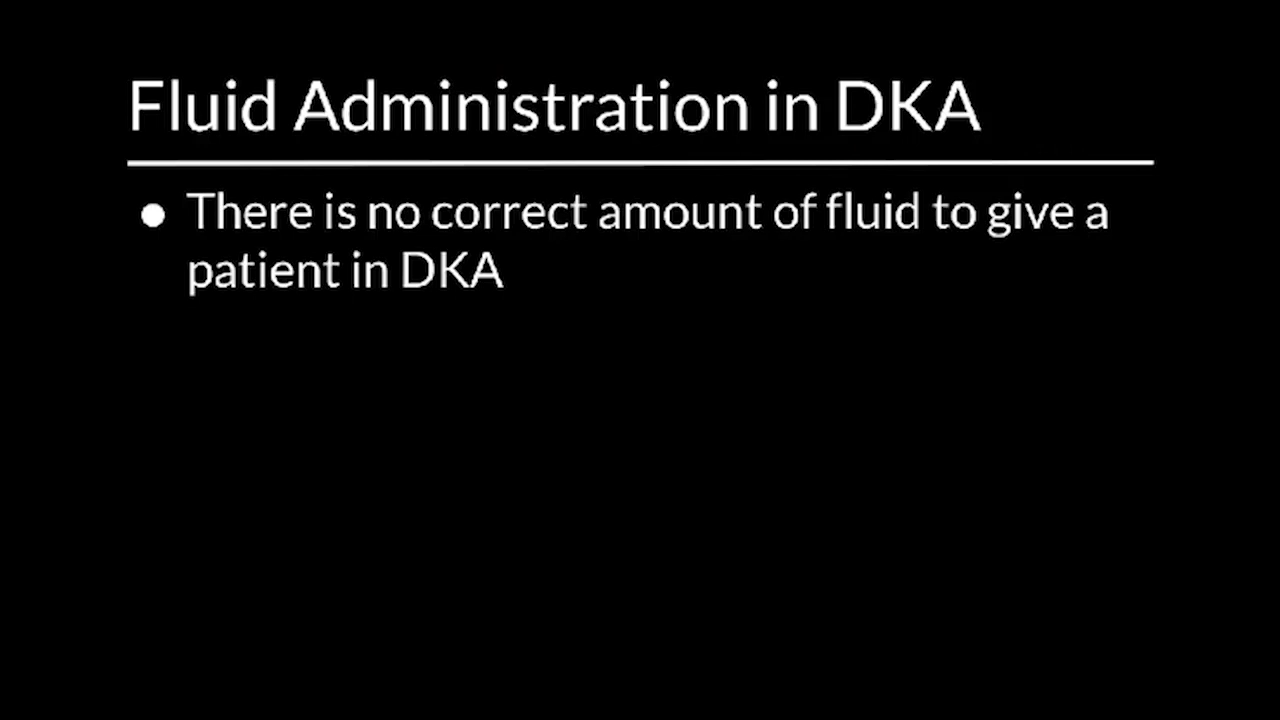 Fluid Administration in DKA
● There is no correct amount of fluid to give a
patient in DKA